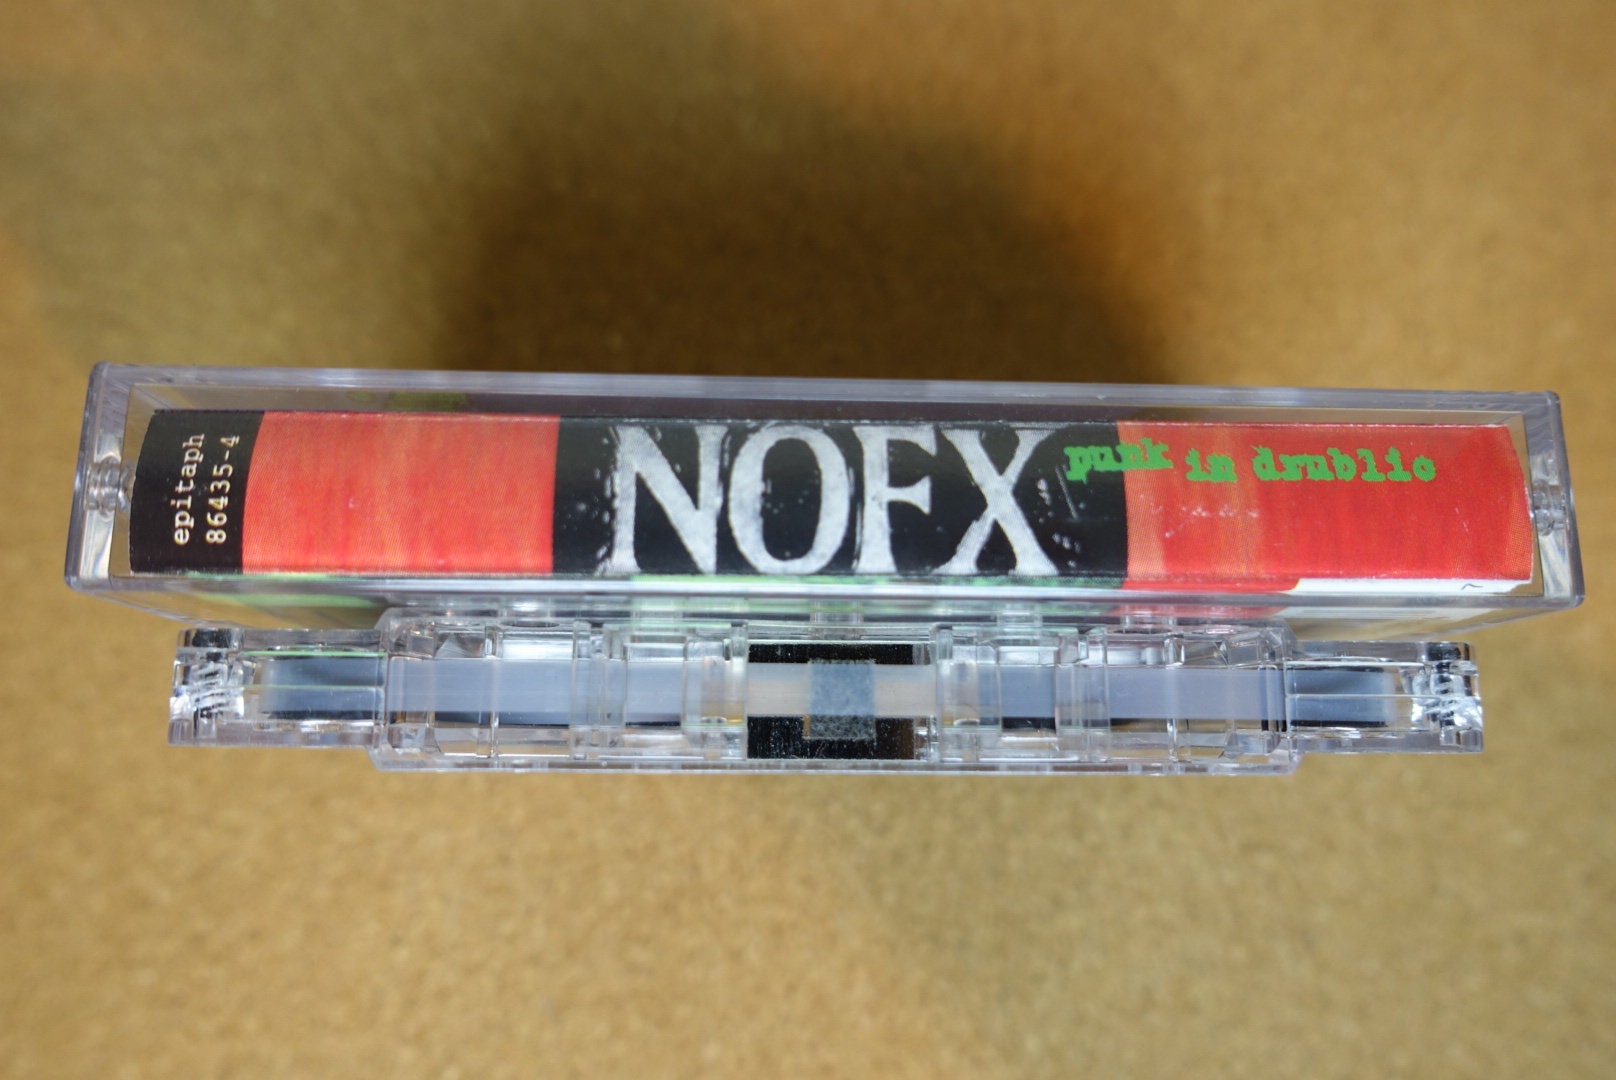 epitaph
86435-4
NOFX
punk in drublic